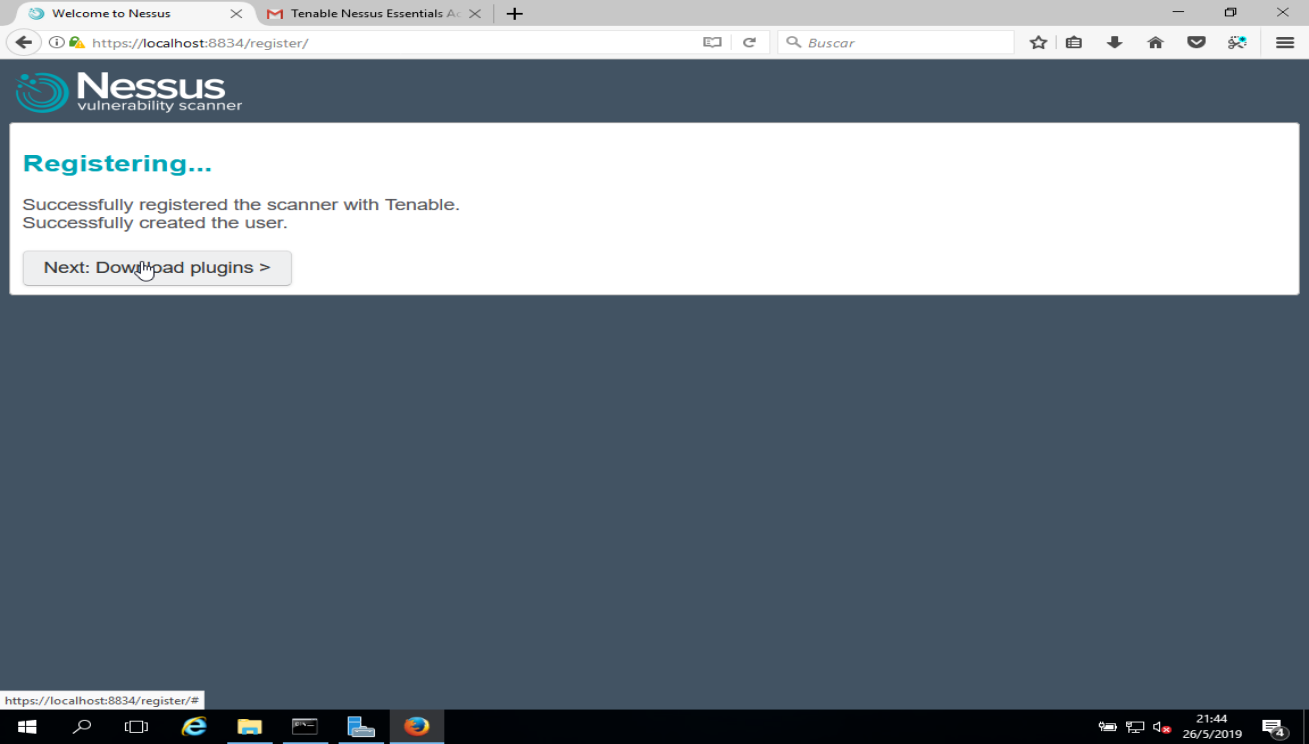 Welcome to Nessus
Tenable Nessus Essentials Ac
https://localhost:8834/register/
Buscar
Nessus
vulnerability scanner
Registering...
Successfully registered the scanner with Tenable.
Successfully created the user.
Next: Download plugins >
https://localhost:8834/register/#
21:44
26/5/2019
4